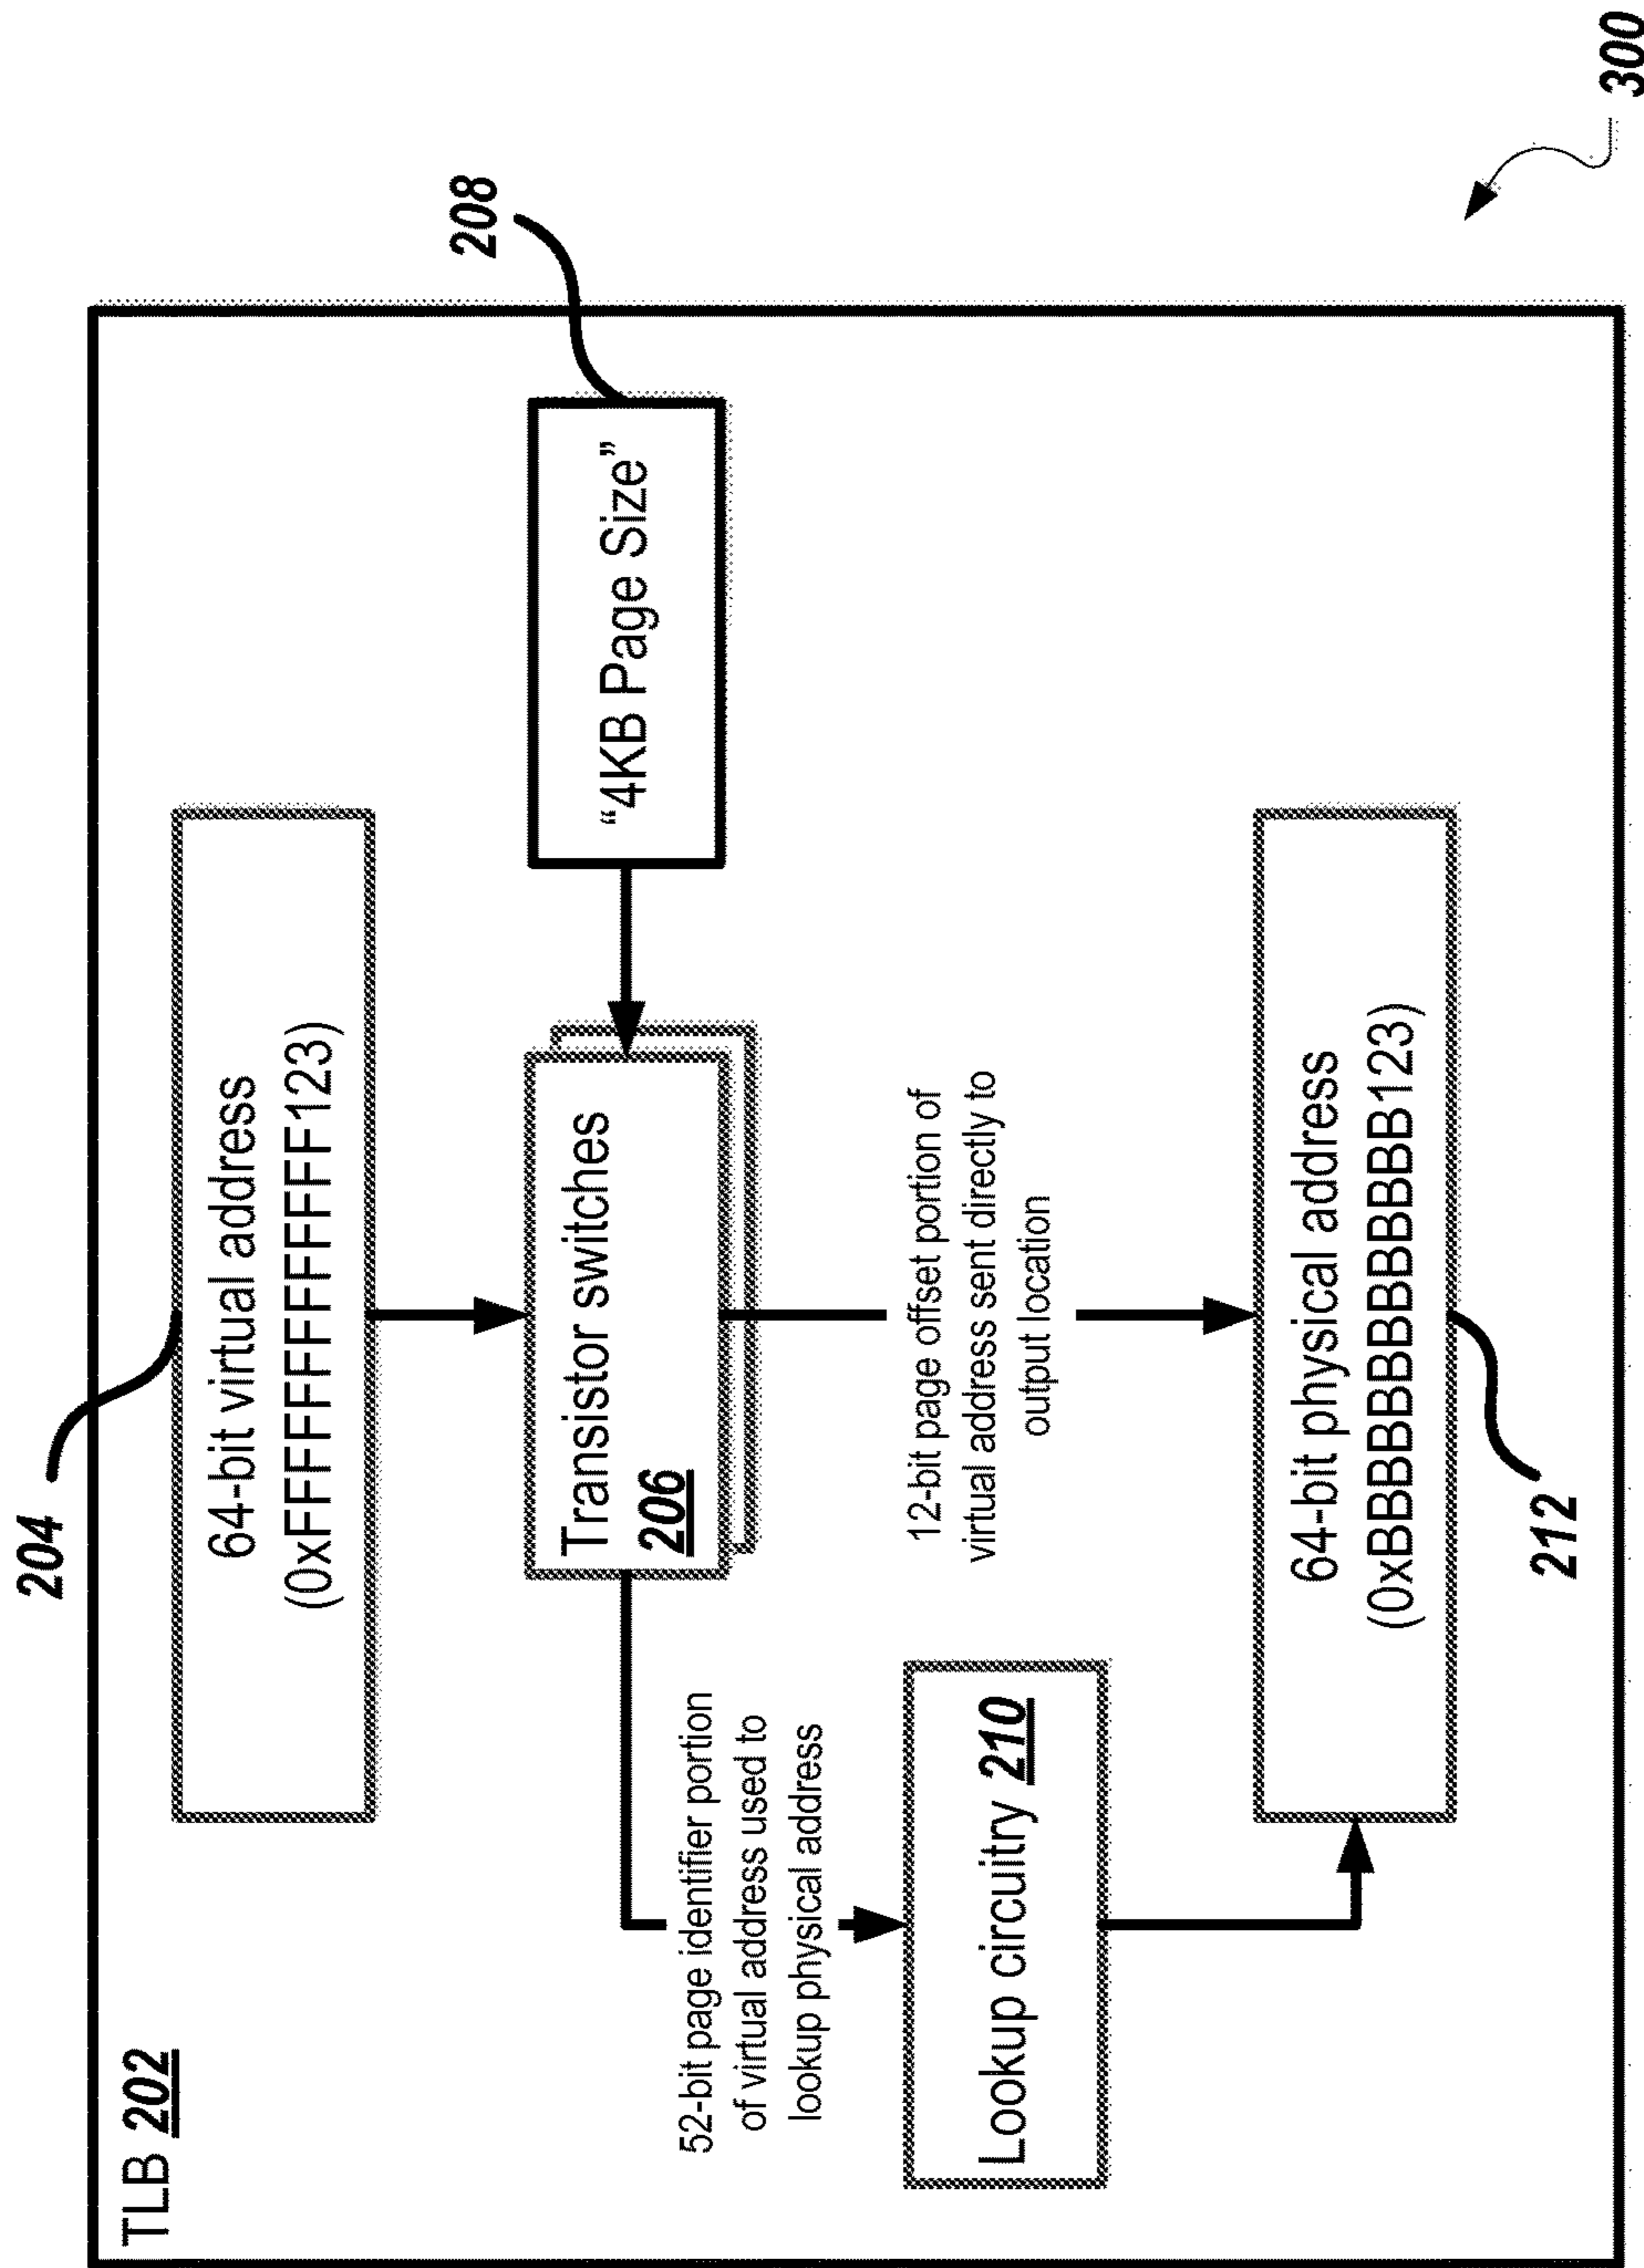 TLB 202
204
64-bit virtual address
(0xFFFFFFFFFFFFF123)
Transistor switches
206
208
“4KB Page Size”
52-bit page identifier portion
of virtual address used to
lookup physical address
12-bit page offset portion of
virtual address sent directly to
output location
Lookup circuitry 210
64-bit physical address
(0xBBBBBBBBBBBBB123)
212
300